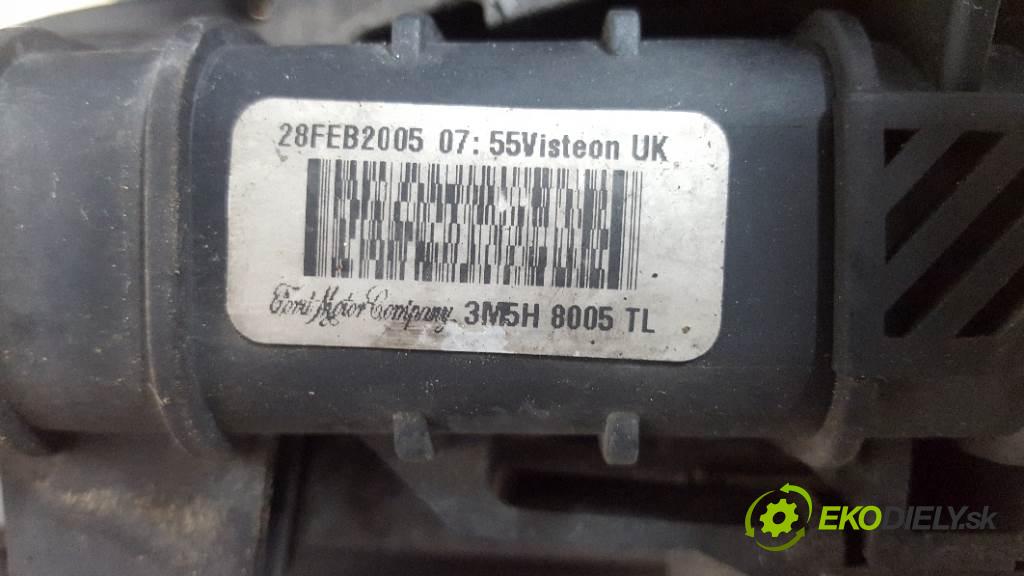 28FEB2005 07:55Visteon UK
Ford Motor Company 3M5H 8005 TL
EKODIELY.sk